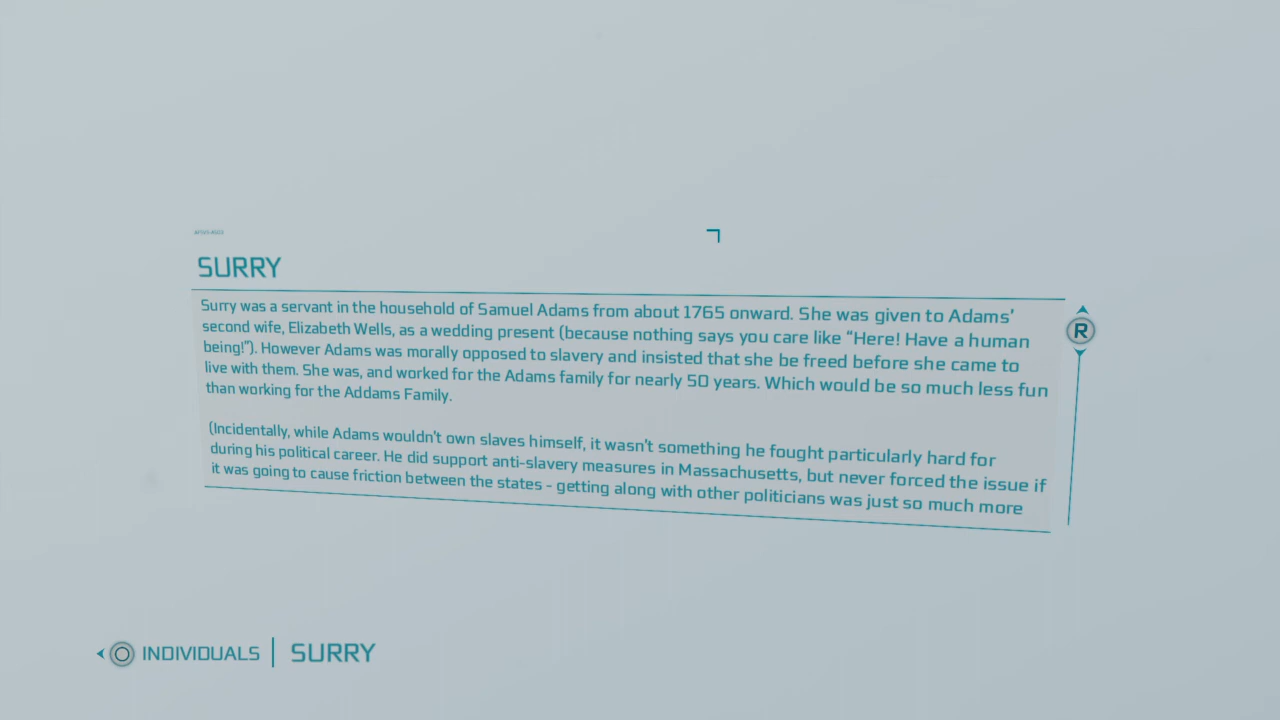 SURRY
Surry was a servant in the household of Samuel Adams from about 1765 onward. She was given to Adams'
second wife, Elizabeth Wells, as a wedding present (because nothing says you care like "Here! Have a human
being!"). However Adams was morally opposed to slavery and insisted that she be freed before she came to
live with them. She was, and worked for the Adams family for nearly 50 years. Which would be so much less fun
than working for the Addams Family.
(Incidentally, while Adams wouldn't own slaves himself, it wasn't something he fought particularly hard for
during his political career. He did support anti-slavery measures in Massachusetts, but never forced the issue if
it was going to cause friction between the states - getting along with other politicians was just so much more
R
INDIVIDUALS | SURRY